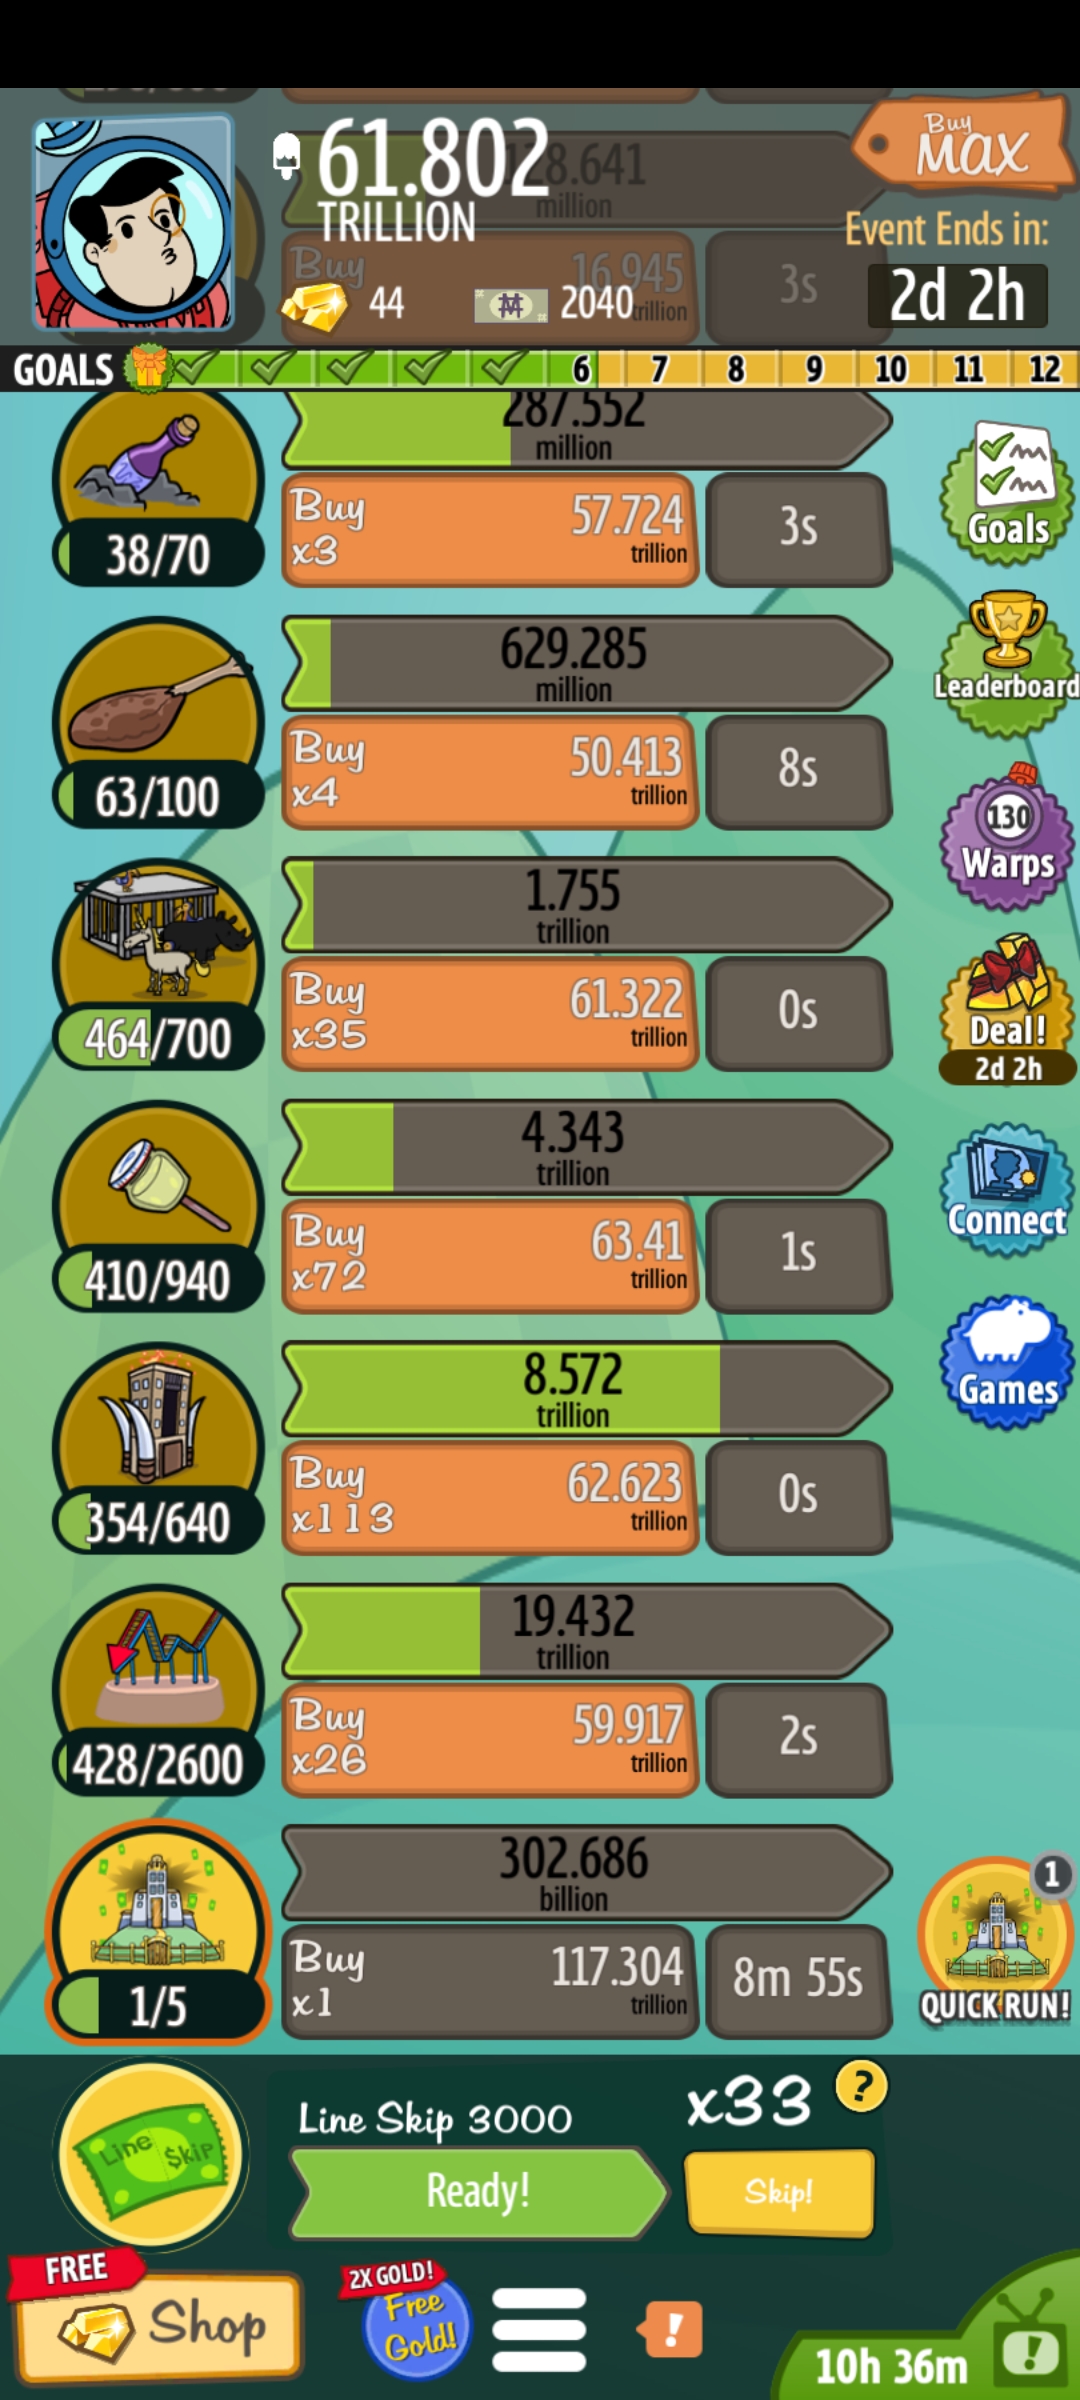 61.802
TRILLION
Buy
MAX
128.641
million
Event Ends in:
2d 2h
Buy
16.945
trillion
3s
44
2040
GOALS
6 7 8 9 10 11 12
287.552
million
38/70
Buy
x3
57.724
trillion
3s
Goals
629.285
million
63/100
Buy
x4
50.413
trillion
8s
Leaderboard
1.755
trillion
464/700
Buy
x35
61.322
trillion
0s
130
Warps
Deal!
2d 2h
4.343
trillion
410/940
Buy
x72
63.41
trillion
1s
Connect
8.572
trillion
354/640
Buy
x113
62.623
trillion
0s
Games
19.432
trillion
428/2600
Buy
x26
59.917
trillion
2s
302.686
billion
1/5
Buy
x1
117.304
trillion
8m 55s
1
QUICK RUN!
Line $kip
Line Skip 3000
x33
?
Ready!
Skip!
FREE
Shop
2X GOLD!
Free
Gold!
!
10h 36m
!